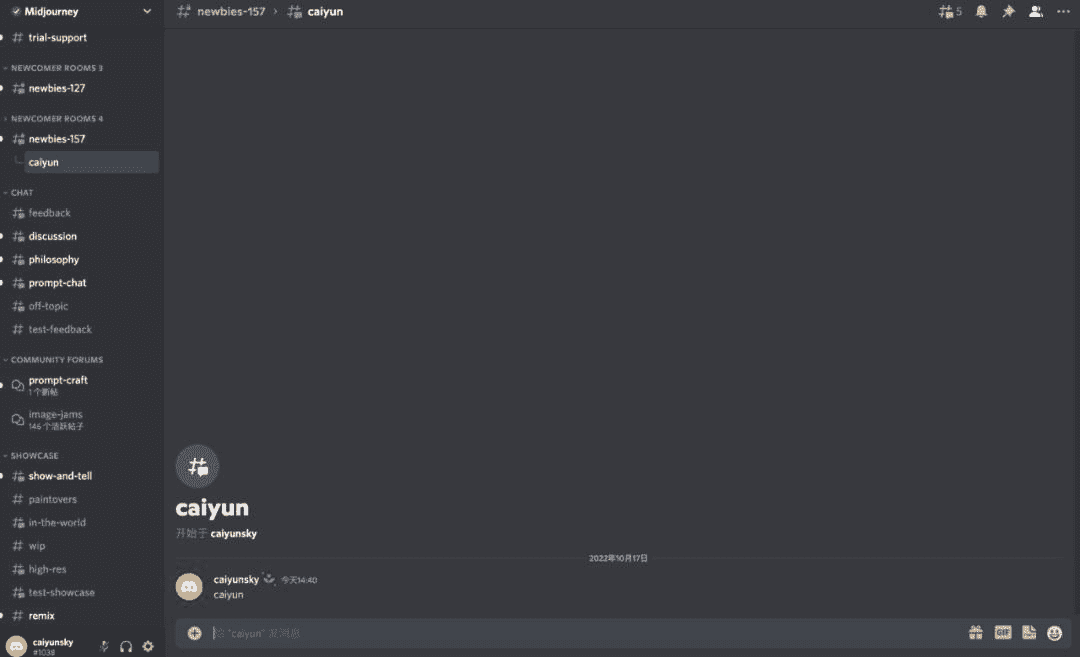 Midjourney
trial-support
NEWCOMER ROOMS 3
newbies-127
NEWCOMER ROOMS 4
newbies-157
caiyun
CHAT
feedback
discussion
philosophy
prompt-chat
off-topic
test-feedback
COMMUNITY FORUMS
prompt-craft
1 个新帖
image-jams
146 个活跃帖子
SHOWCASE
show-and-tell
paintovers
in-the-world
wip
high-res
test-showcase
remix
caiyunsky
#1038
newbies-157 › caiyun
5
caiyun
开始于 caiyunsky
2022年10月17日
caiyunsky 今天14:40
caiyun
给 "caiyun" 发消息
GIF